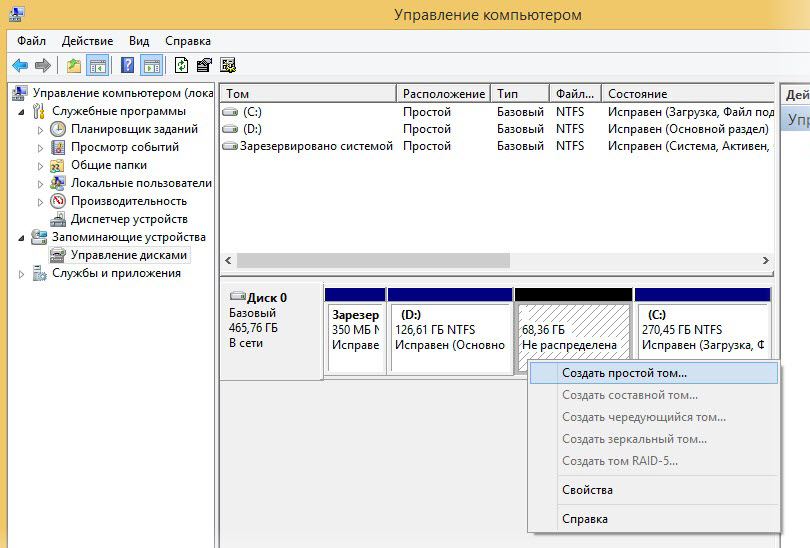 Управление компьютером
Файл Действие Вид Справка
Управление компьютером (лока
Служебные программы
Планировщик заданий
Просмотр событий
Общие папки
Локальные пользователи
Производительность
Диспетчер устройств
Запоминающие устройства
Управление дисками
Службы и приложения
Том Расположение Тип Файл... Состояние
(C:) Простой Базовый NTFS Исправен (Загрузка, Файл под
(D:) Простой Базовый NTFS Исправен (Основной раздел)
Зарезервировано системой Простой Базовый NTFS Исправен (Система, Активен,
Дей
Упр
Диск 0
Базовый
465,76 ГБ
В сети
Зарезер
350 МБ N
Исправе
(D:)
126,61 ГБ NTFS
Исправен (Основно
68,36 ГБ
Не распределена
(C:)
270,45 ГБ NTFS
Исправен (Загрузка, Ф
Создать простой том...
Создать составной том...
Создать чередующийся том...
Создать зеркальный том...
Создать том RAID-5...
Свойства
Справка